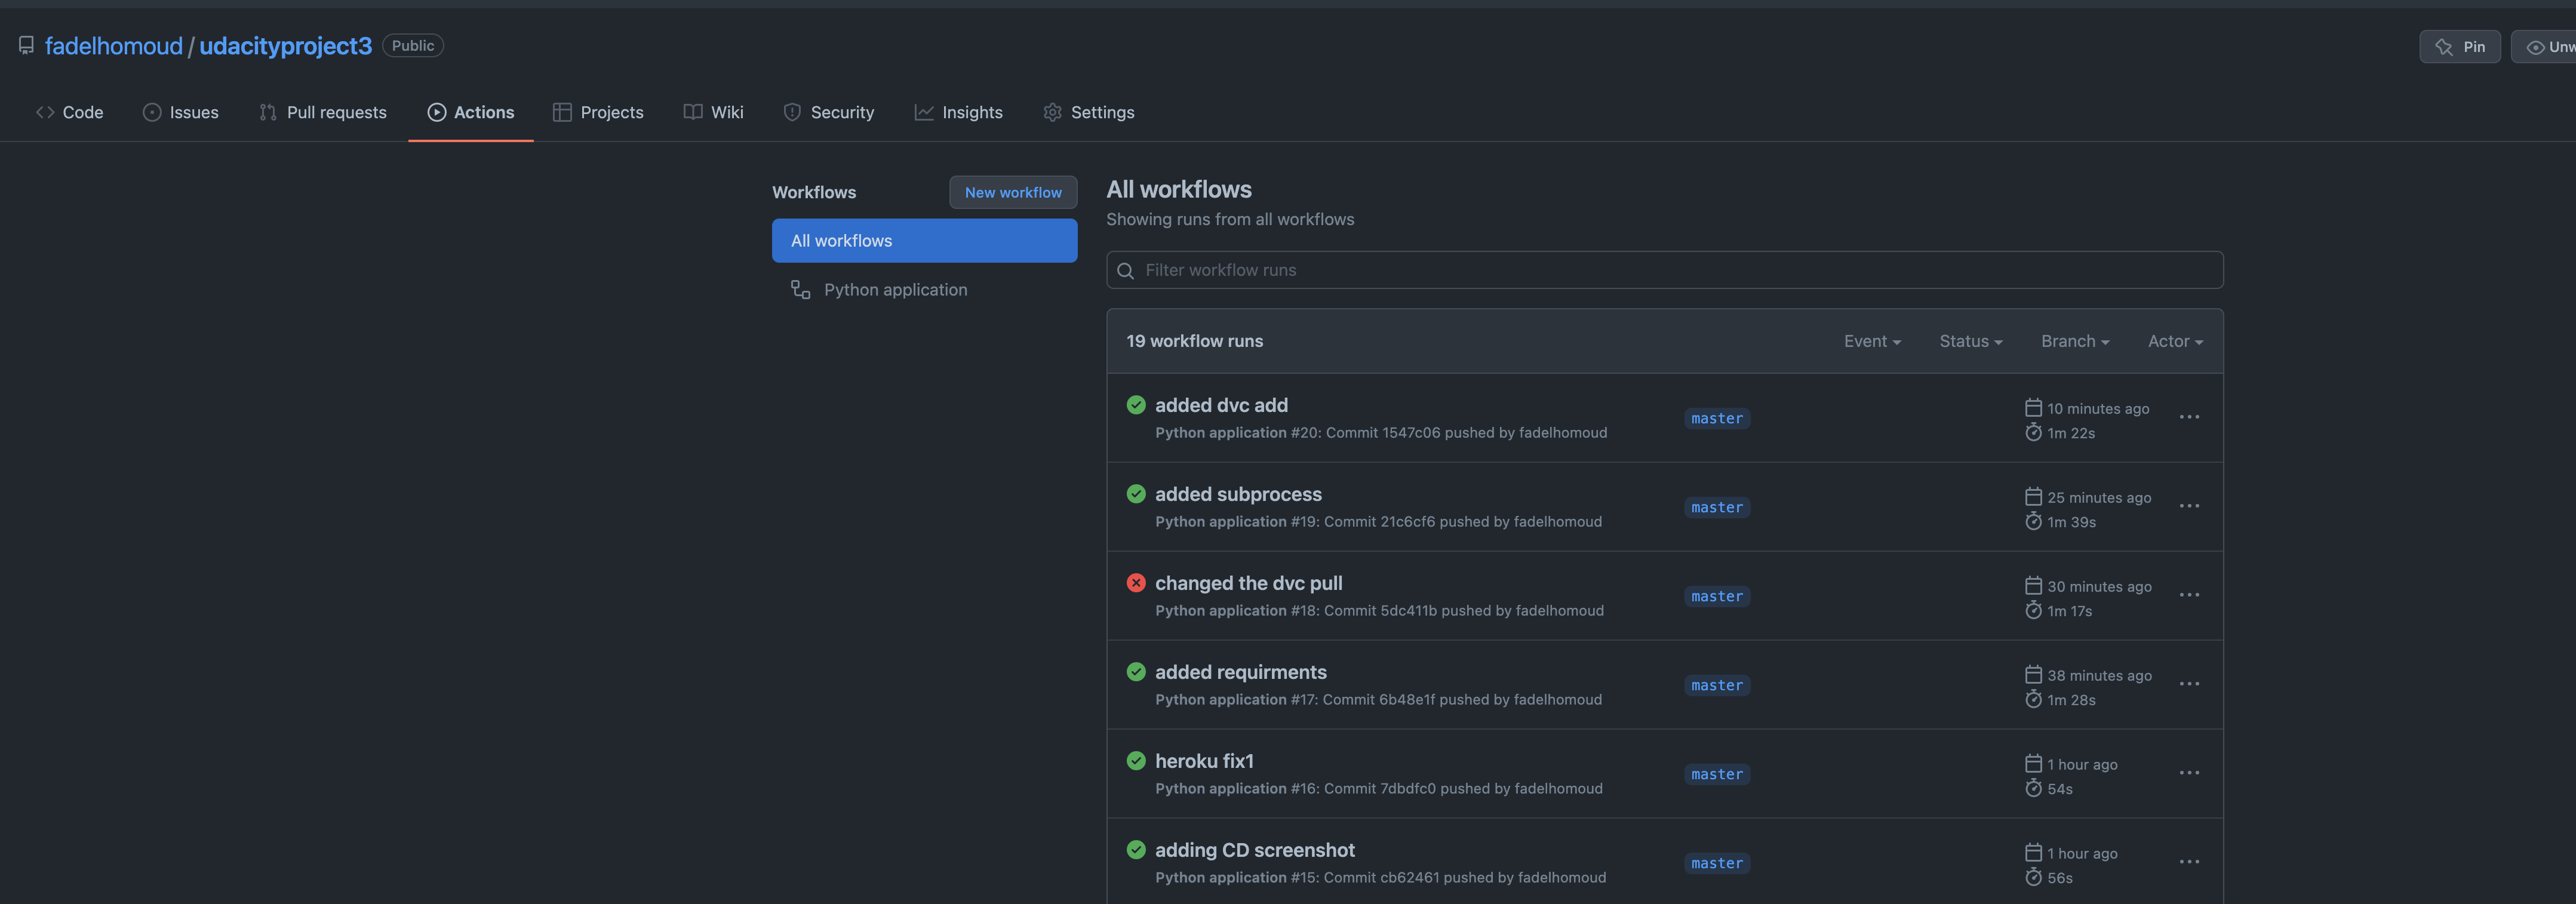 fadelhomoud / udacityproject3 Public
Pin
Unw
Code Issues Pull requests Actions Projects Wiki Security Insights Settings
Workflows
New workflow
All workflows
Python application
All workflows
Showing runs from all workflows
Filter workflow runs
19 workflow runs
Event Status Branch Actor
added dvc add
Python application #20: Commit 1547c06 pushed by fadelhomoud
master
10 minutes ago
1m 22s
added subprocess
Python application #19: Commit 21c6cf6 pushed by fadelhomoud
master
25 minutes ago
1m 39s
changed the dvc pull
Python application #18: Commit 5dc411b pushed by fadelhomoud
master
30 minutes ago
1m 17s
added requirments
Python application #17: Commit 6b48e1f pushed by fadelhomoud
master
38 minutes ago
1m 28s
heroku fix1
Python application #16: Commit 7dbdfc0 pushed by fadelhomoud
master
1 hour ago
54s
adding CD screenshot
Python application #15: Commit cb62461 pushed by fadelhomoud
master
1 hour ago
56s